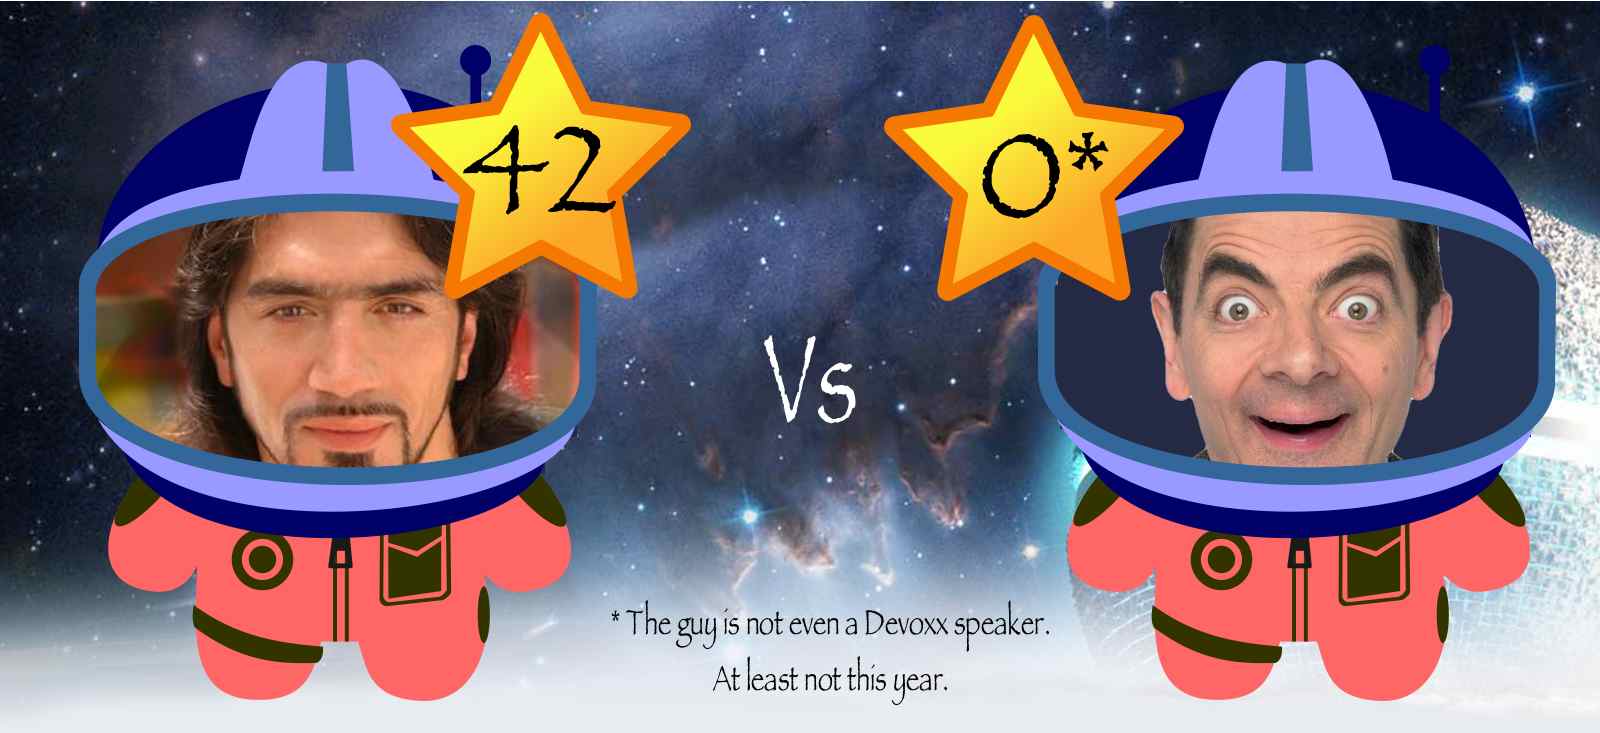 42
0*
Vs
* The guy is not even a Devoxx speaker.
At least not this year.